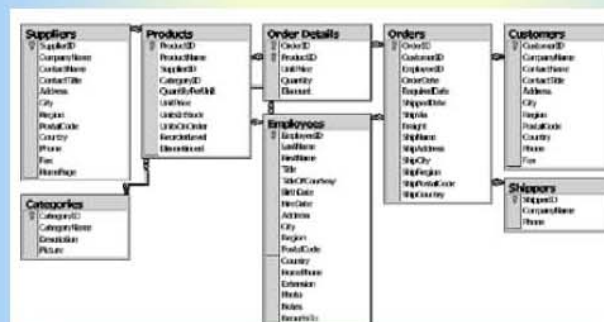 Suppliers
SupplierID
CompanyName
ContactName
ContactTitle
Address
City
Region
PostalCode
Country
Phone
Fax
HomePage
Products
ProductID
ProductName
SupplierID
CategoryID
QuantityPerUnit
UnitPrice
UnitsInStock
UnitsOnOrder
ReorderLevel
Discontinued
Order Details
OrderID
ProductID
UnitPrice
Quantity
Discount
Orders
OrderID
CustomerID
EmployeeID
OrderDate
RequiredDate
ShippedDate
ShipVia
Freight
ShipName
ShipAddress
ShipCity
ShipRegion
ShipPostalCode
ShipCountry
Customers
CustomerID
CompanyName
ContactName
ContactTitle
Address
City
Region
PostalCode
Country
Phone
Fax
Employees
EmployeeID
LastName
FirstName
Title
TitleOfCourtesy
BirthDate
HireDate
Address
City
Region
PostalCode
Country
HomePhone
Extension
Photo
Notes
ReportsTo
Shippers
ShipperID
CompanyName
Phone
Categories
CategoryID
CategoryName
Description
Picture